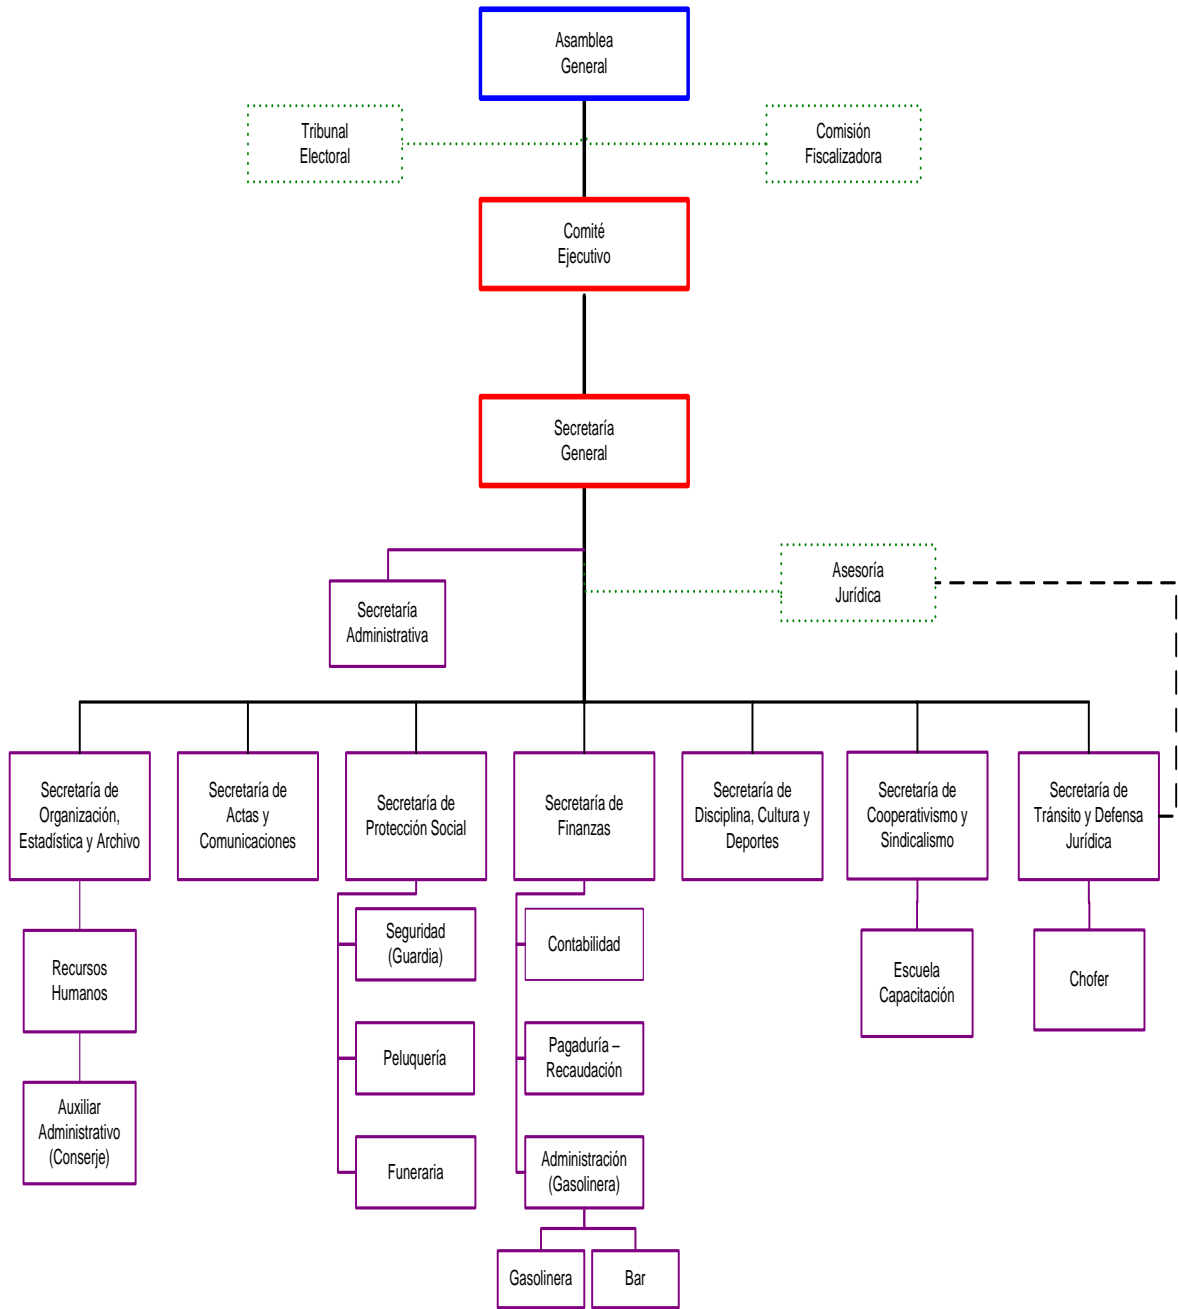 Asamblea
General
Tribunal
Electoral
Comisión
Fiscalizadora
Comité
Ejecutivo
Secretaría
General
Asesoría
Jurídica
Secretaría
Administrativa
Secretaría de
Organización,
Estadística y Archivo
Secretaría de
Actas y
Comunicaciones
Secretaría de
Protección Social
Secretaría de
Finanzas
Secretaría de
Disciplina, Cultura y
Deportes
Secretaría de
Cooperativismo y
Sindicalismo
Secretaría de
Tránsito y Defensa
Jurídica
Recursos
Humanos
Auxiliar
Administrativo
(Conserje)
Seguridad
(Guardia)
Peluquería
Funeraria
Contabilidad
Pagaduría –
Recaudación
Administración
(Gasolinera)
Gasolinera
Bar
Escuela
Capacitación
Chofer